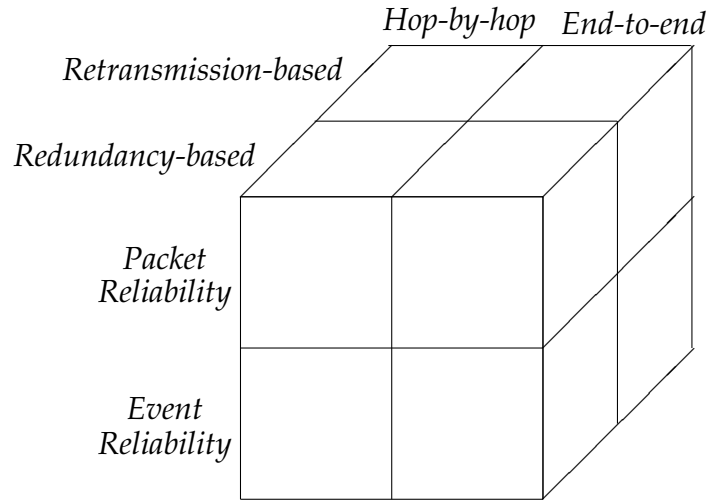 Hop-by-hop
End-to-end
Retransmission-based
Redundancy-based
Packet
Reliability
Event
Reliability